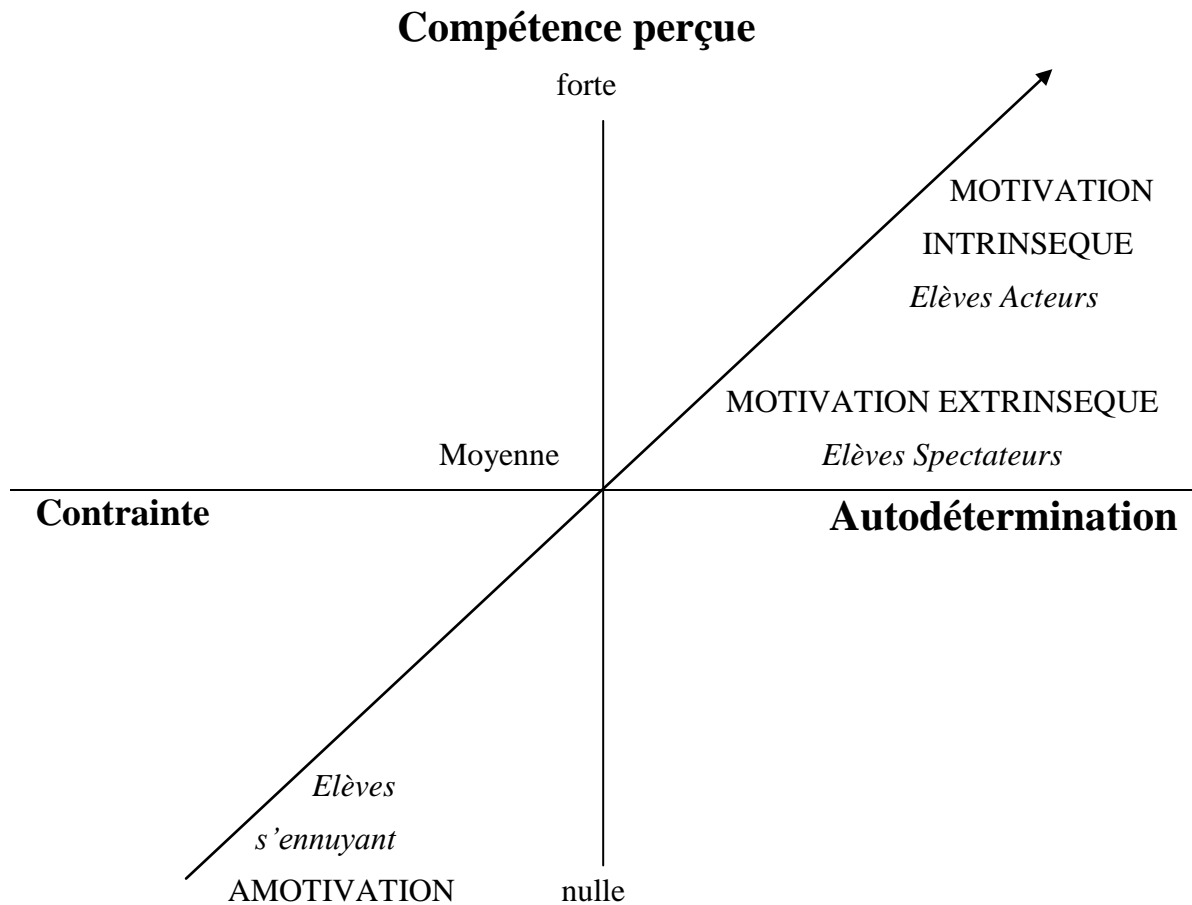 Compétence perçue
forte
MOTIVATION
INTRINSEQUE
Elèves Acteurs
MOTIVATION EXTRINSEQUE
Moyenne
Elèves Spectateurs
Contrainte
Autodétermination
Elèves
s’ennuyant
AMOTIVATION
nulle